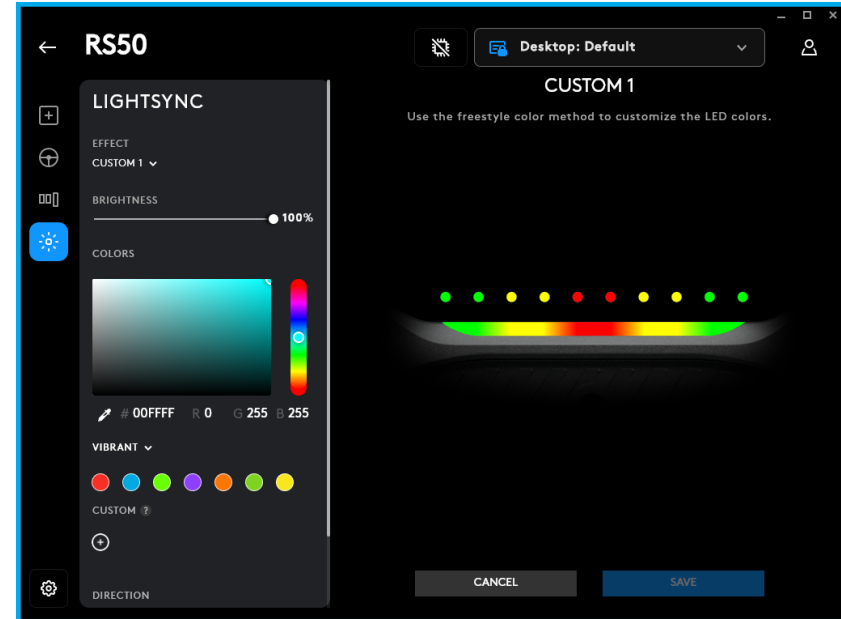 RS50
Desktop: Default
LIGHTSYNC
EFFECT
CUSTOM 1
BRIGHTNESS
100%
COLORS
# 00FFFF R 0 G 255 B 255
VIBRANT
CUSTOM ?
DIRECTION
CUSTOM 1
Use the freestyle color method to customize the LED colors.
CANCEL
SAVE